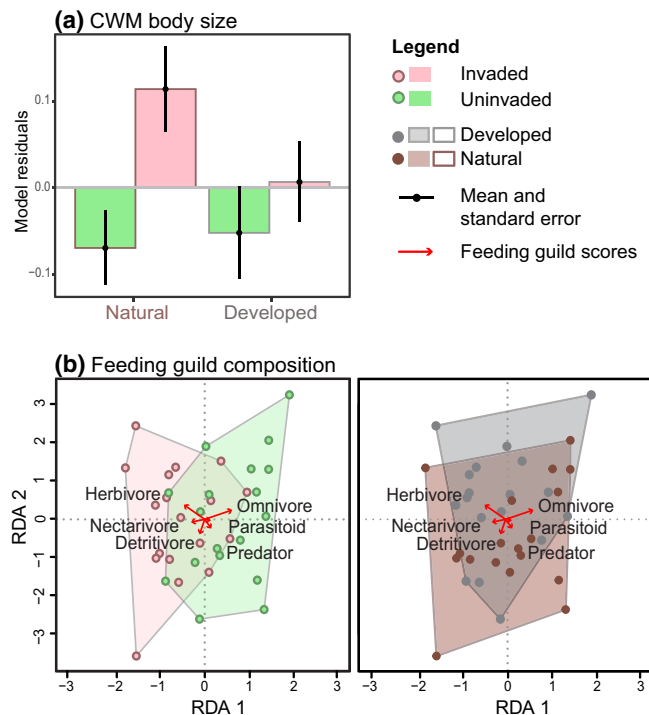 (a) CWM body size
Model residuals
0.1
0.0
−0.1
Natural
Developed
Legend
Invaded
Uninvaded
Developed
Natural
Mean and
standard error
Feeding guild scores
(b) Feeding guild composition
RDA 2
3
2
1
0
−1
−2
−3
Herbivore
Omnivore
Nectarivore
Parasitoid
Detritivore
Predator
−3
−2
−1
0
1
2
3
RDA 1
Herbivore
Omnivore
Nectarivore
Parasitoid
Detritivore
Predator
−3
−2
−1
0
1
2
3
RDA 1